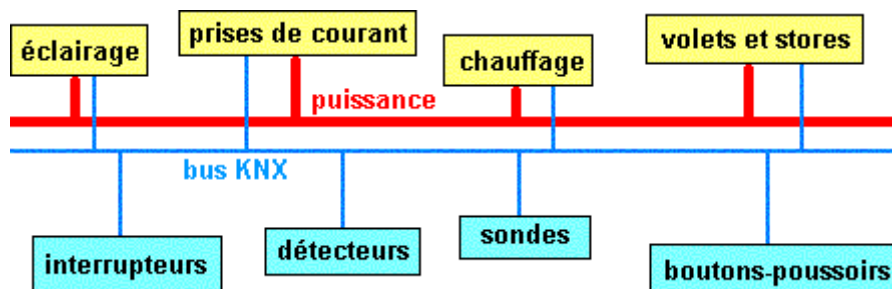 éclairage
prises de courant
chauffage
volets et stores
puissance
bus KNX
interrupteurs
détecteurs
sondes
boutons-poussoirs